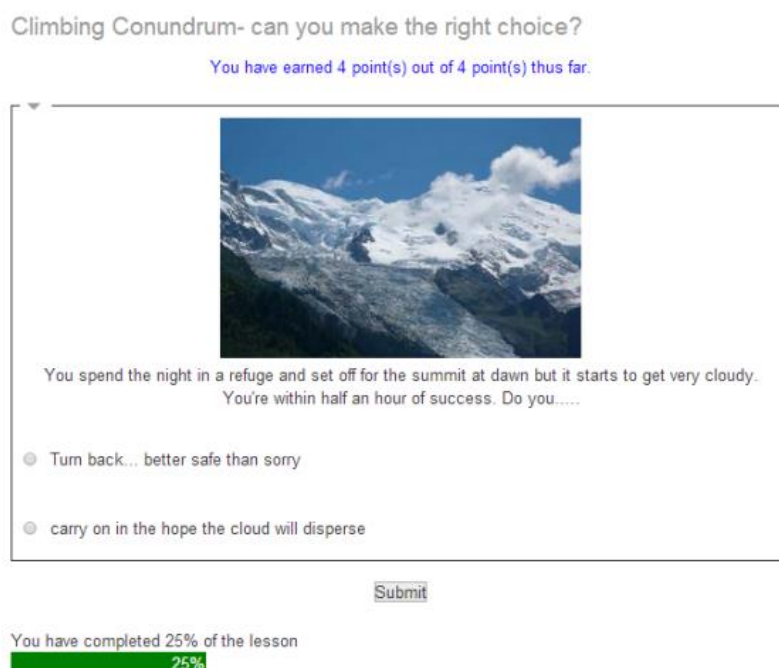 Climbing Conundrum- can you make the right choice?
You have earned 4 point(s) out of 4 point(s) thus far.
You spend the night in a refuge and set off for the summit at dawn but it starts to get very cloudy.
You're within half an hour of success. Do you.....
Turn back... better safe than sorry
carry on in the hope the cloud will disperse
Submit
You have completed 25% of the lesson
25%